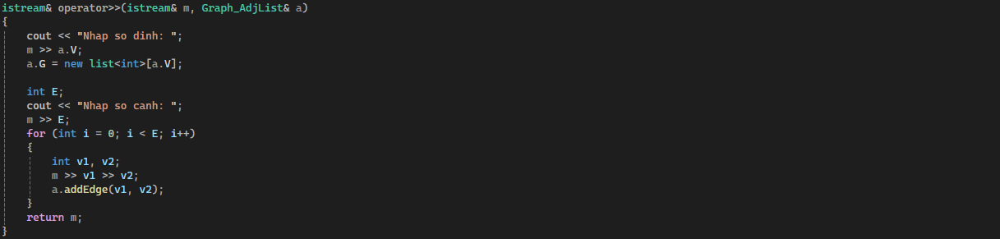 istream& operator>>(istream& m, Graph_AdjList& a)
{
    cout << "Nhap so dinh: ";
    m >> a.V;
    a.G = new list<int>[a.V];

    int E;
    cout << "Nhap so canh: ";
    m >> E;
    for (int i = 0; i < E; i++)
    {
        int v1, v2;
        m >> v1 >> v2;
        a.addEdge(v1, v2);
    }
    return m;
}